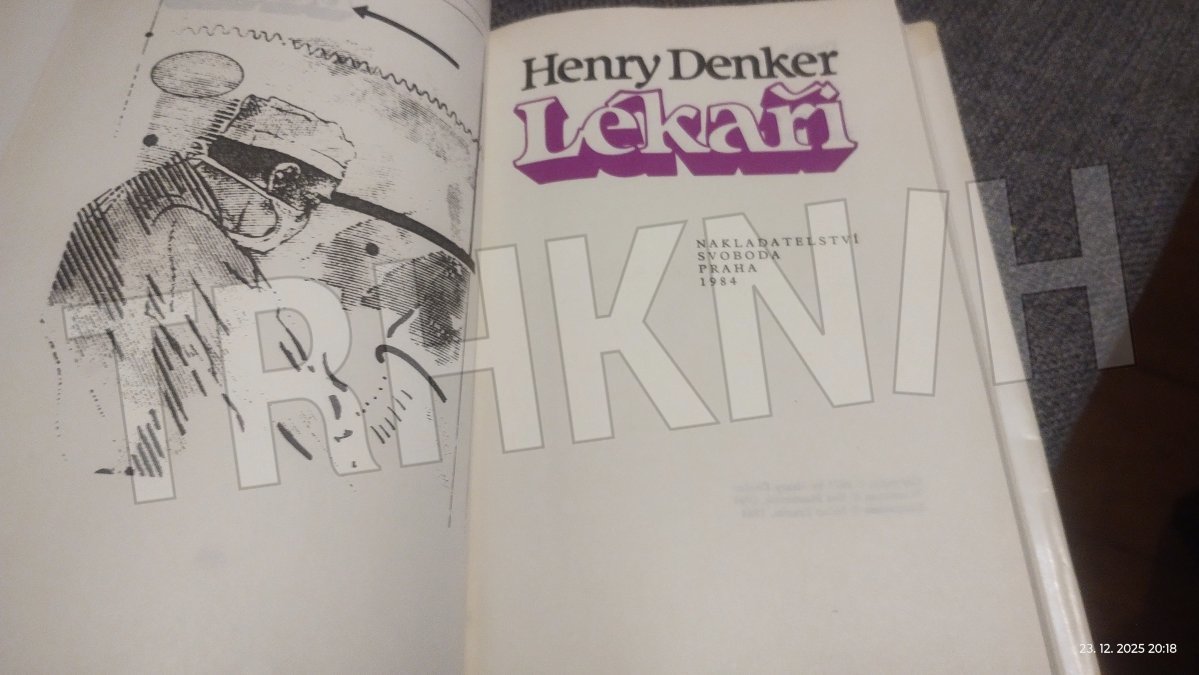 Henry Denker
Lékaři
NAKLADATELSTVÍ
SVOBODA
PRAHA
1984
TRHKNIH
23. 12. 2025 20:18